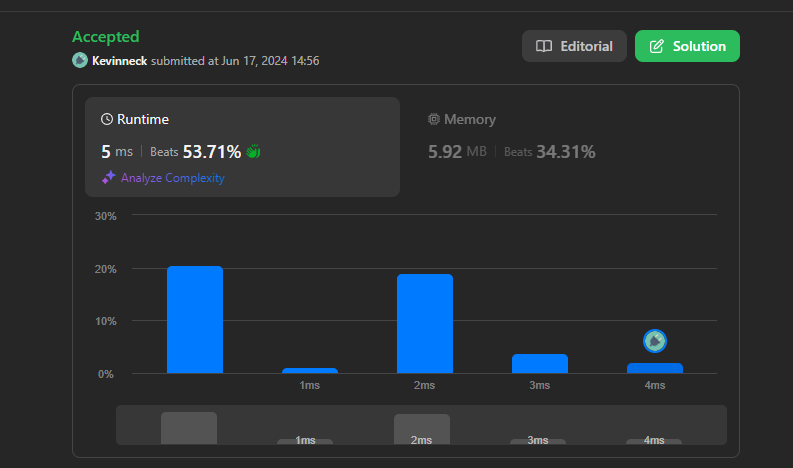 Accepted
Editorial
Solution
Kevinneck submitted at Jun 17, 2024 14:56
Runtime
Memory
5 ms | Beats 53.71%
5.92 MB | Beats 34.31%
Analyze Complexity
30%
20%
10%
0%
1ms 2ms 3ms 4ms
1ms 2ms 3ms 4ms